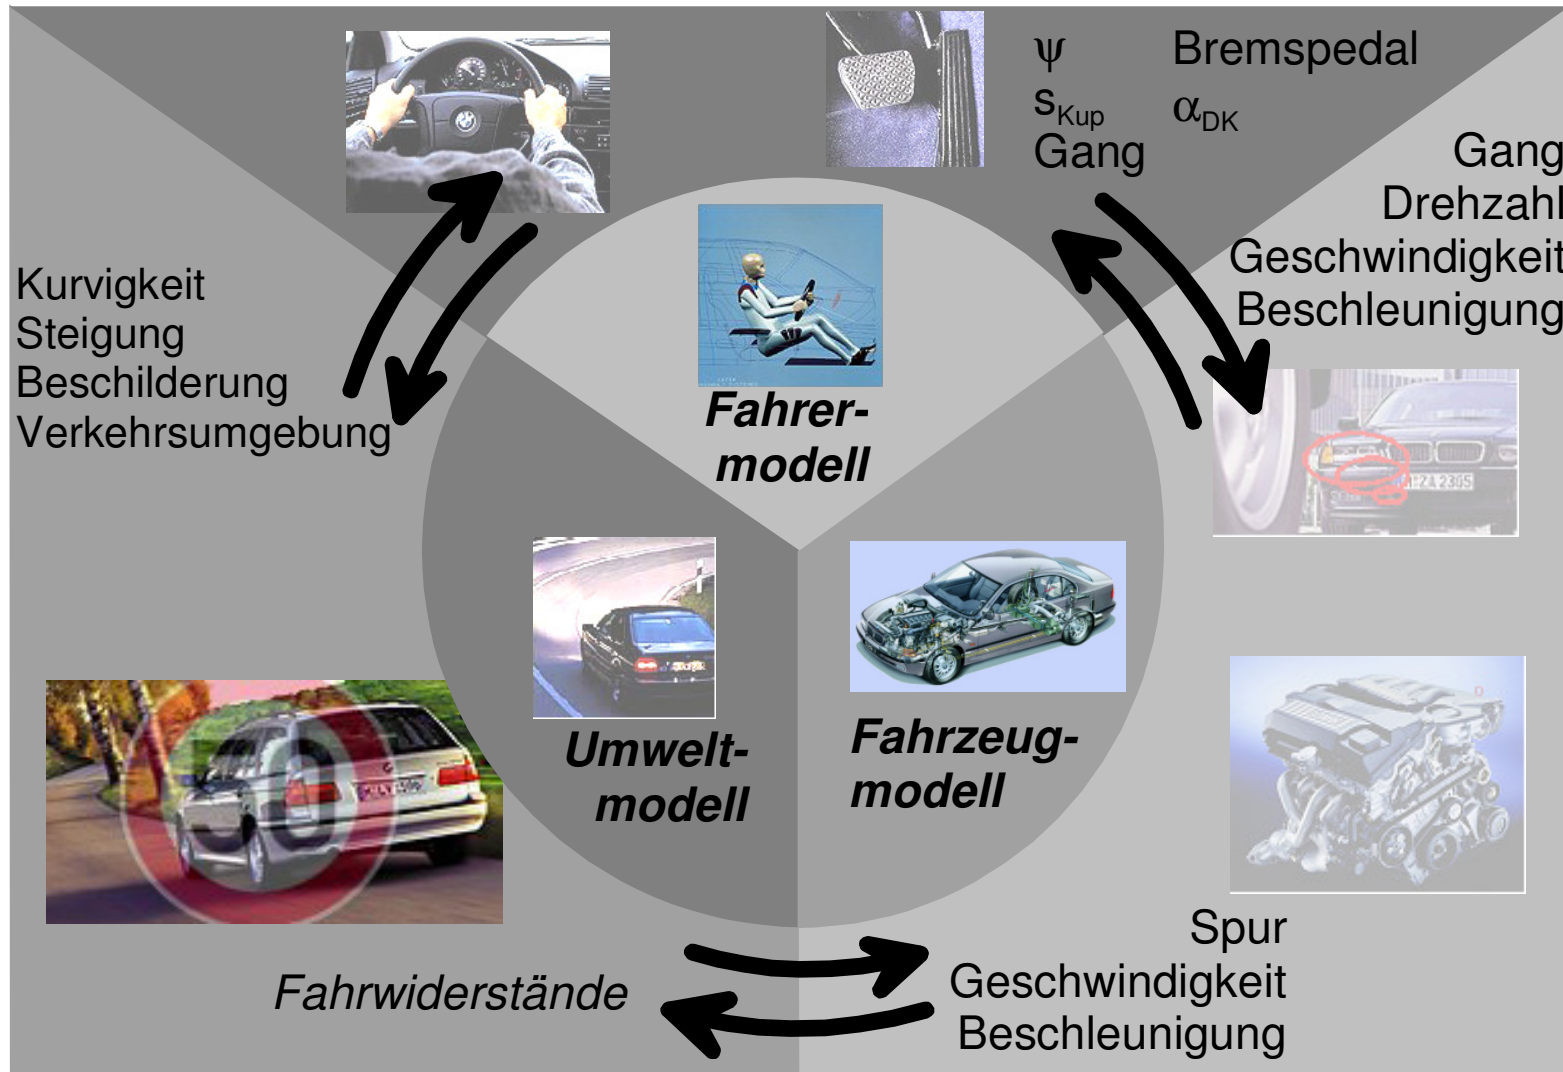 ψ Bremspedal
s_Kup α_DK
Gang
Gang
Drehzahl
Geschwindigkeit
Beschleunigung
Kurvigkeit
Steigung
Beschilderung
Verkehrsumgebung
Fahrer-
modell
Umwelt-
modell
Fahrzeug-
modell
50
Fahrwiderstände
Spur
Geschwindigkeit
Beschleunigung